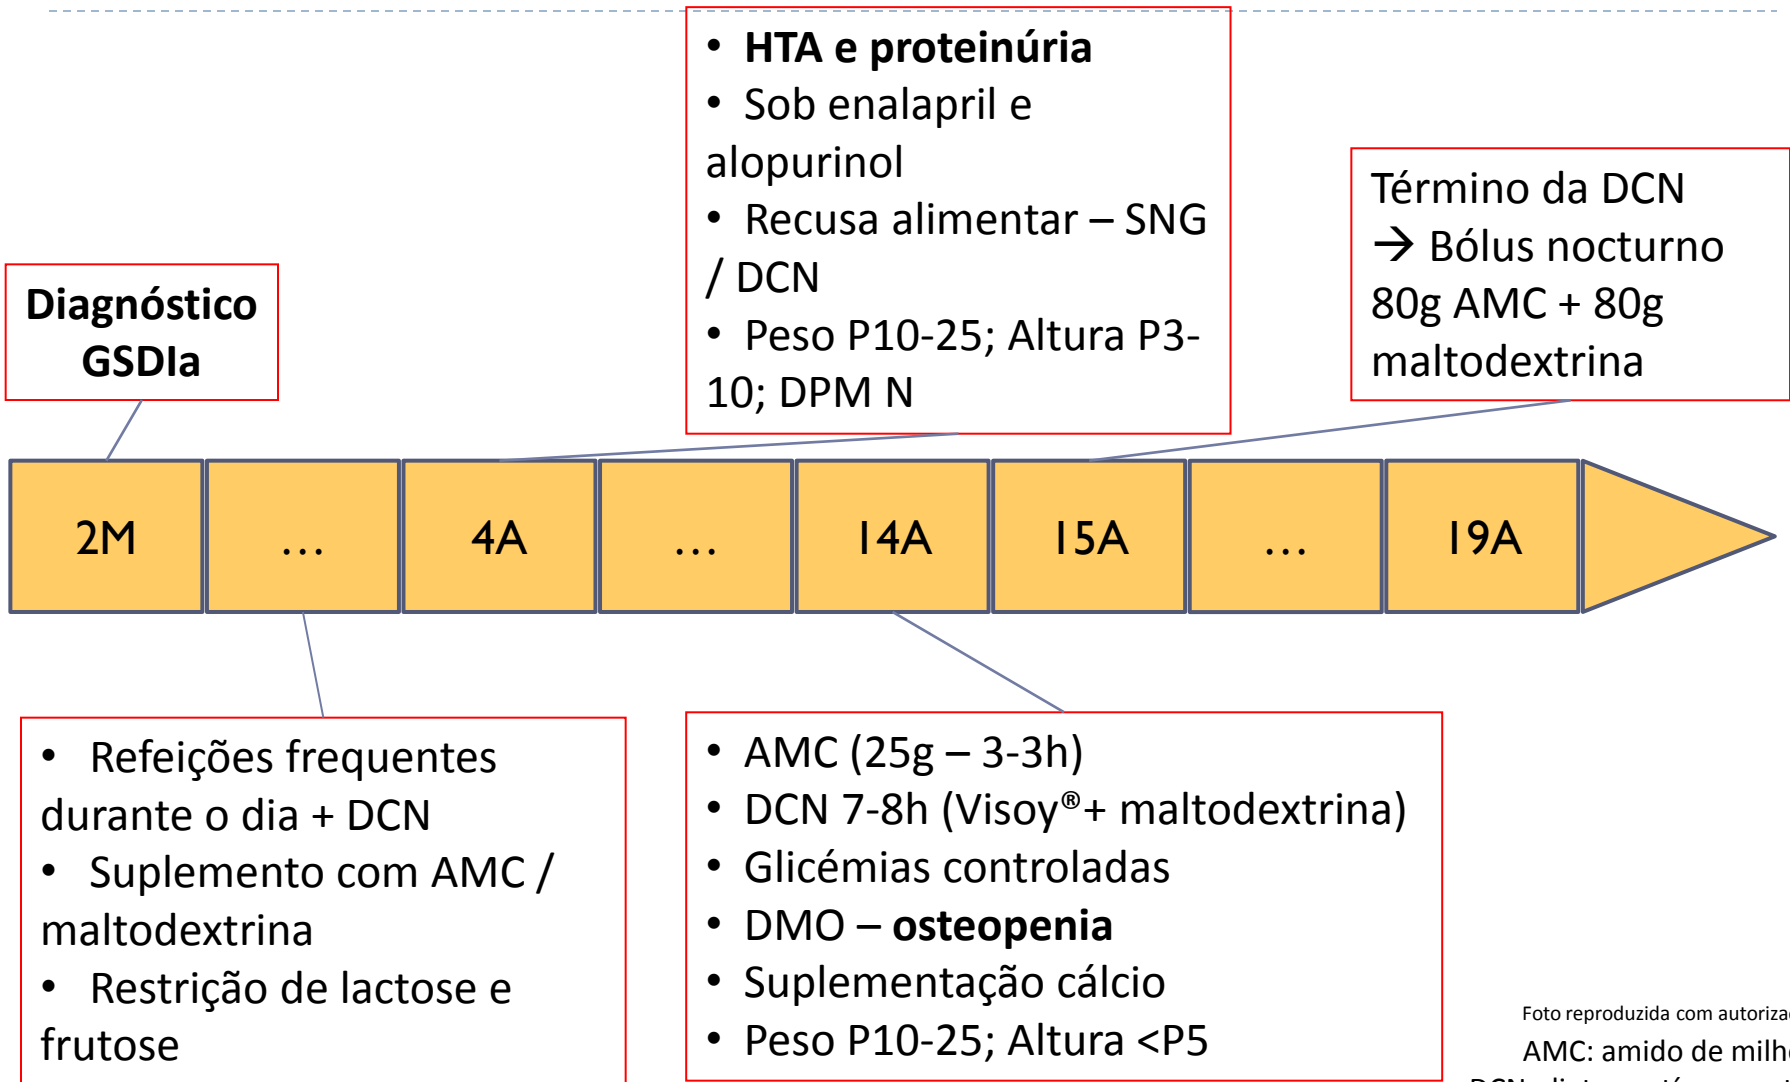 • HTA e proteinúria
• Sob enalapril e
alopurinol
• Recusa alimentar – SNG
/ DCN
• Peso P10-25; Altura P3-
10; DPM N
Término da DCN
→ Bólus nocturno
80g AMC + 80g
maltodextrina
Diagnóstico
GSDIa
2M
...
4A
...
14A
15A
...
19A
• Refeições frequentes
durante o dia + DCN
• Suplemento com AMC /
maltodextrina
• Restrição de lactose e
frutose
• AMC (25g – 3-3h)
• DCN 7-8h (Visoy®+ maltodextrina)
• Glicémias controladas
• DMO – osteopenia
• Suplementação cálcio
• Peso P10-25; Altura <P5
Foto reproduzida com
AMC: amido de